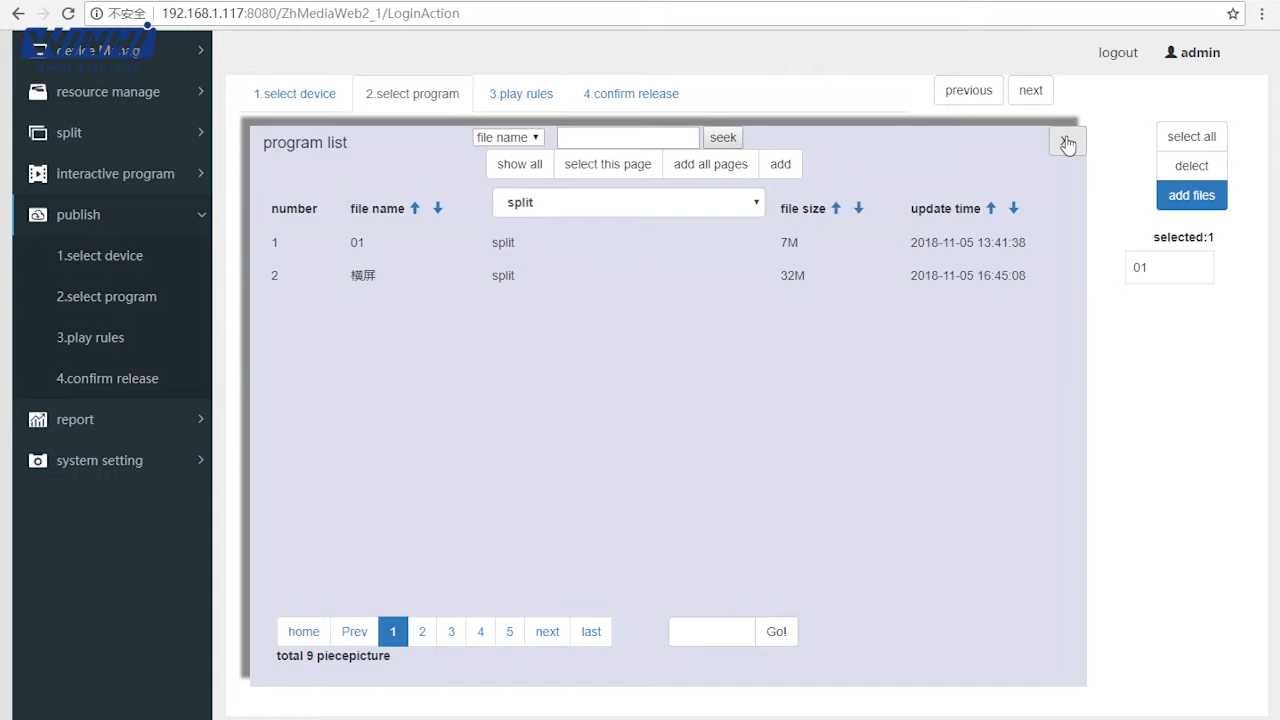 不安全 192.168.1.117:8080/ZhMediaWeb2_1/LoginAction
logout admin
device Manag
resource manage
split
interactive program
publish
1.select device
2.select program
3.play rules
4.confirm release
report
system setting
1.select device 2.select program 3.play rules 4.confirm release previous next
program list file name seek
show all select this page add all pages add
number file name split file size update time
1 01 split 7M 2018-11-05 13:41:38
2 横屏 split 32M 2018-11-05 16:45:08
home Prev 1 2 3 4 5 next last Go!
total 9 piecepicture
select all
delect
add files
selected:1
01